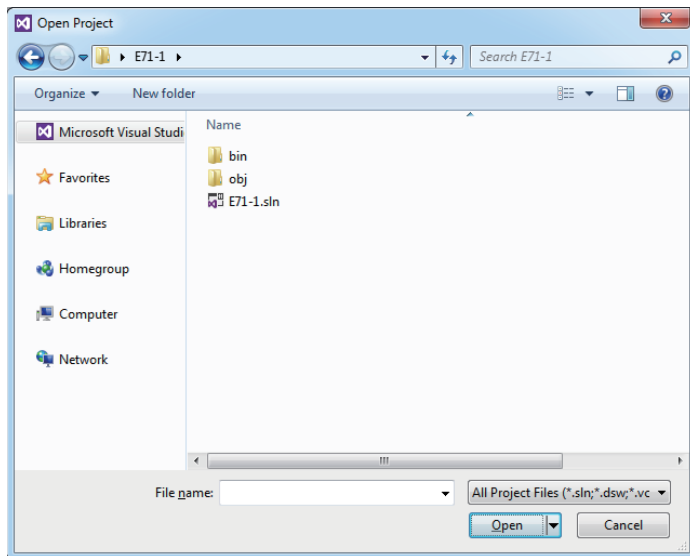 Open Project
E71-1
Search E71-1
Organize
New folder
Microsoft Visual Studi
Name
bin
Favorites
obj
E71-1.sln
Libraries
Homegroup
Computer
Network
File name:
All Project Files (*.sln;*.dsw;*.vc
Open
Cancel